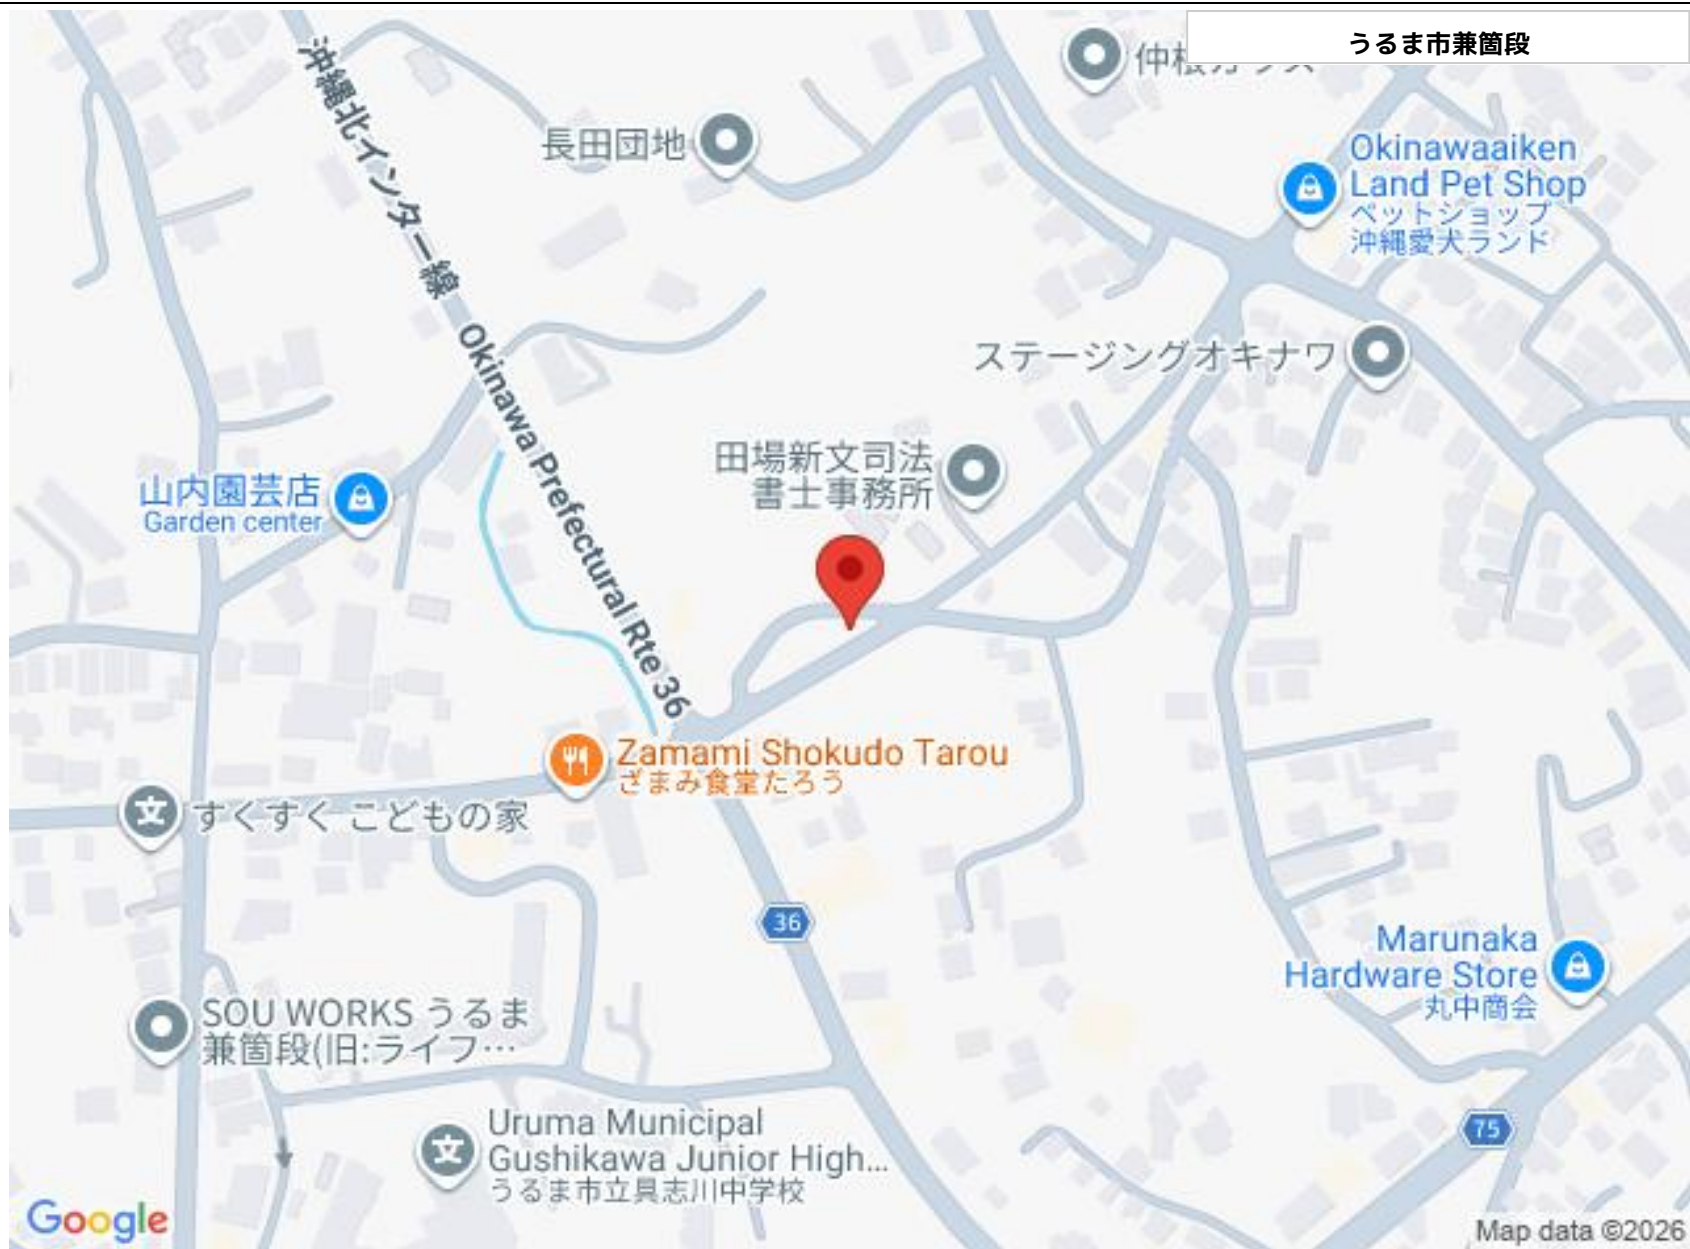 うるま市兼箇段
仲根ガラス
沖縄北インター線
長田団地
Okinawaaiken
Land Pet Shop
ペットショップ
沖縄愛犬ランド
Okinawa Prefectural Rte 36
ステージングオキナワ
田場新文司法
書士事務所
山内園芸店
Garden center
Zamami Shokudo Tarou
ざまみ食堂たろう
すくすく こどもの家
36
Marunaka
Hardware Store
丸中商会
SOU WORKS うるま
兼箇段(旧:ライフ…
Uruma Municipal
Gushikawa Junior High...
うるま市立具志川中学校
75
Google
Map data ©2026